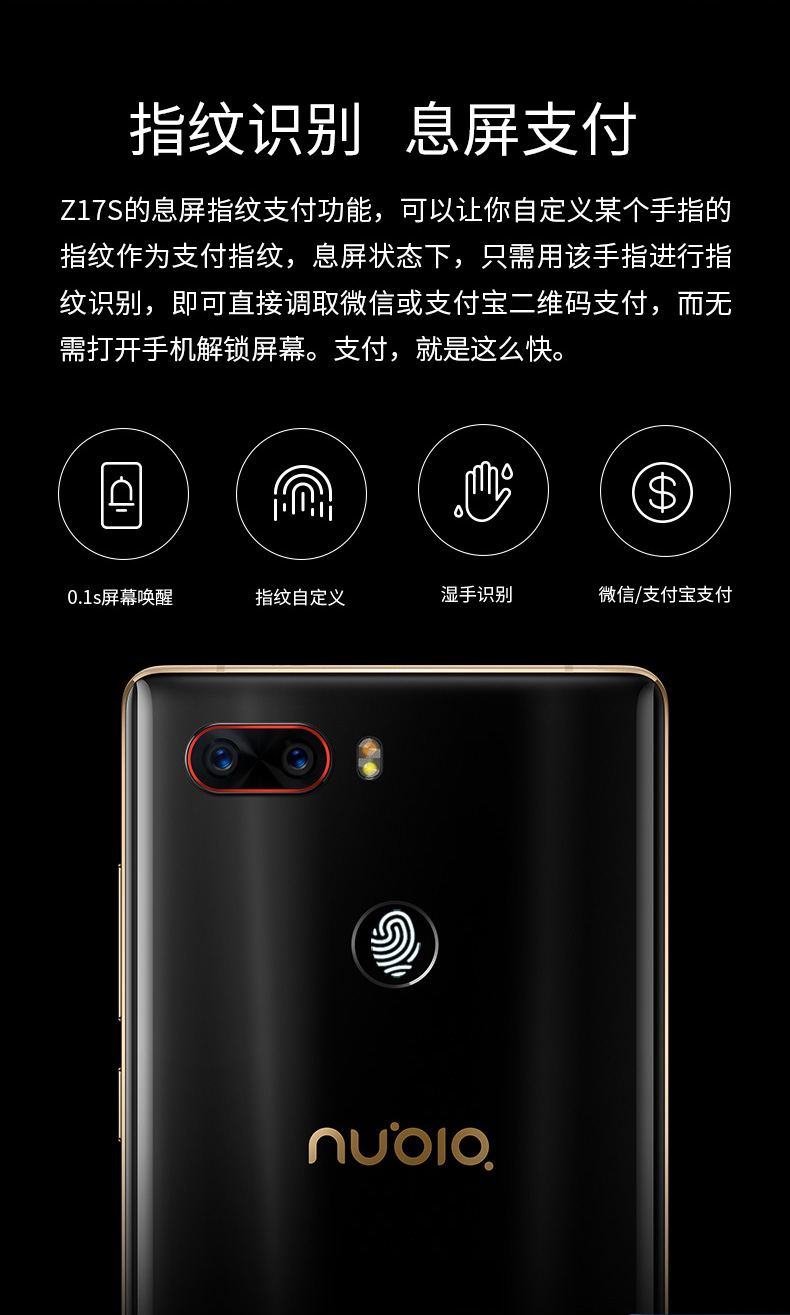 指纹识别 息屏支付
Z17S的息屏指纹支付功能，可以让你自定义某个手指的
指纹作为支付指纹，息屏状态下，只需用该手指进行指
纹识别，即可直接调取微信或支付宝二维码支付，而无
需打开手机解锁屏幕。支付，就是这么快。
0.1s屏幕唤醒
指纹自定义
湿手识别
微信/支付宝支付
nubia